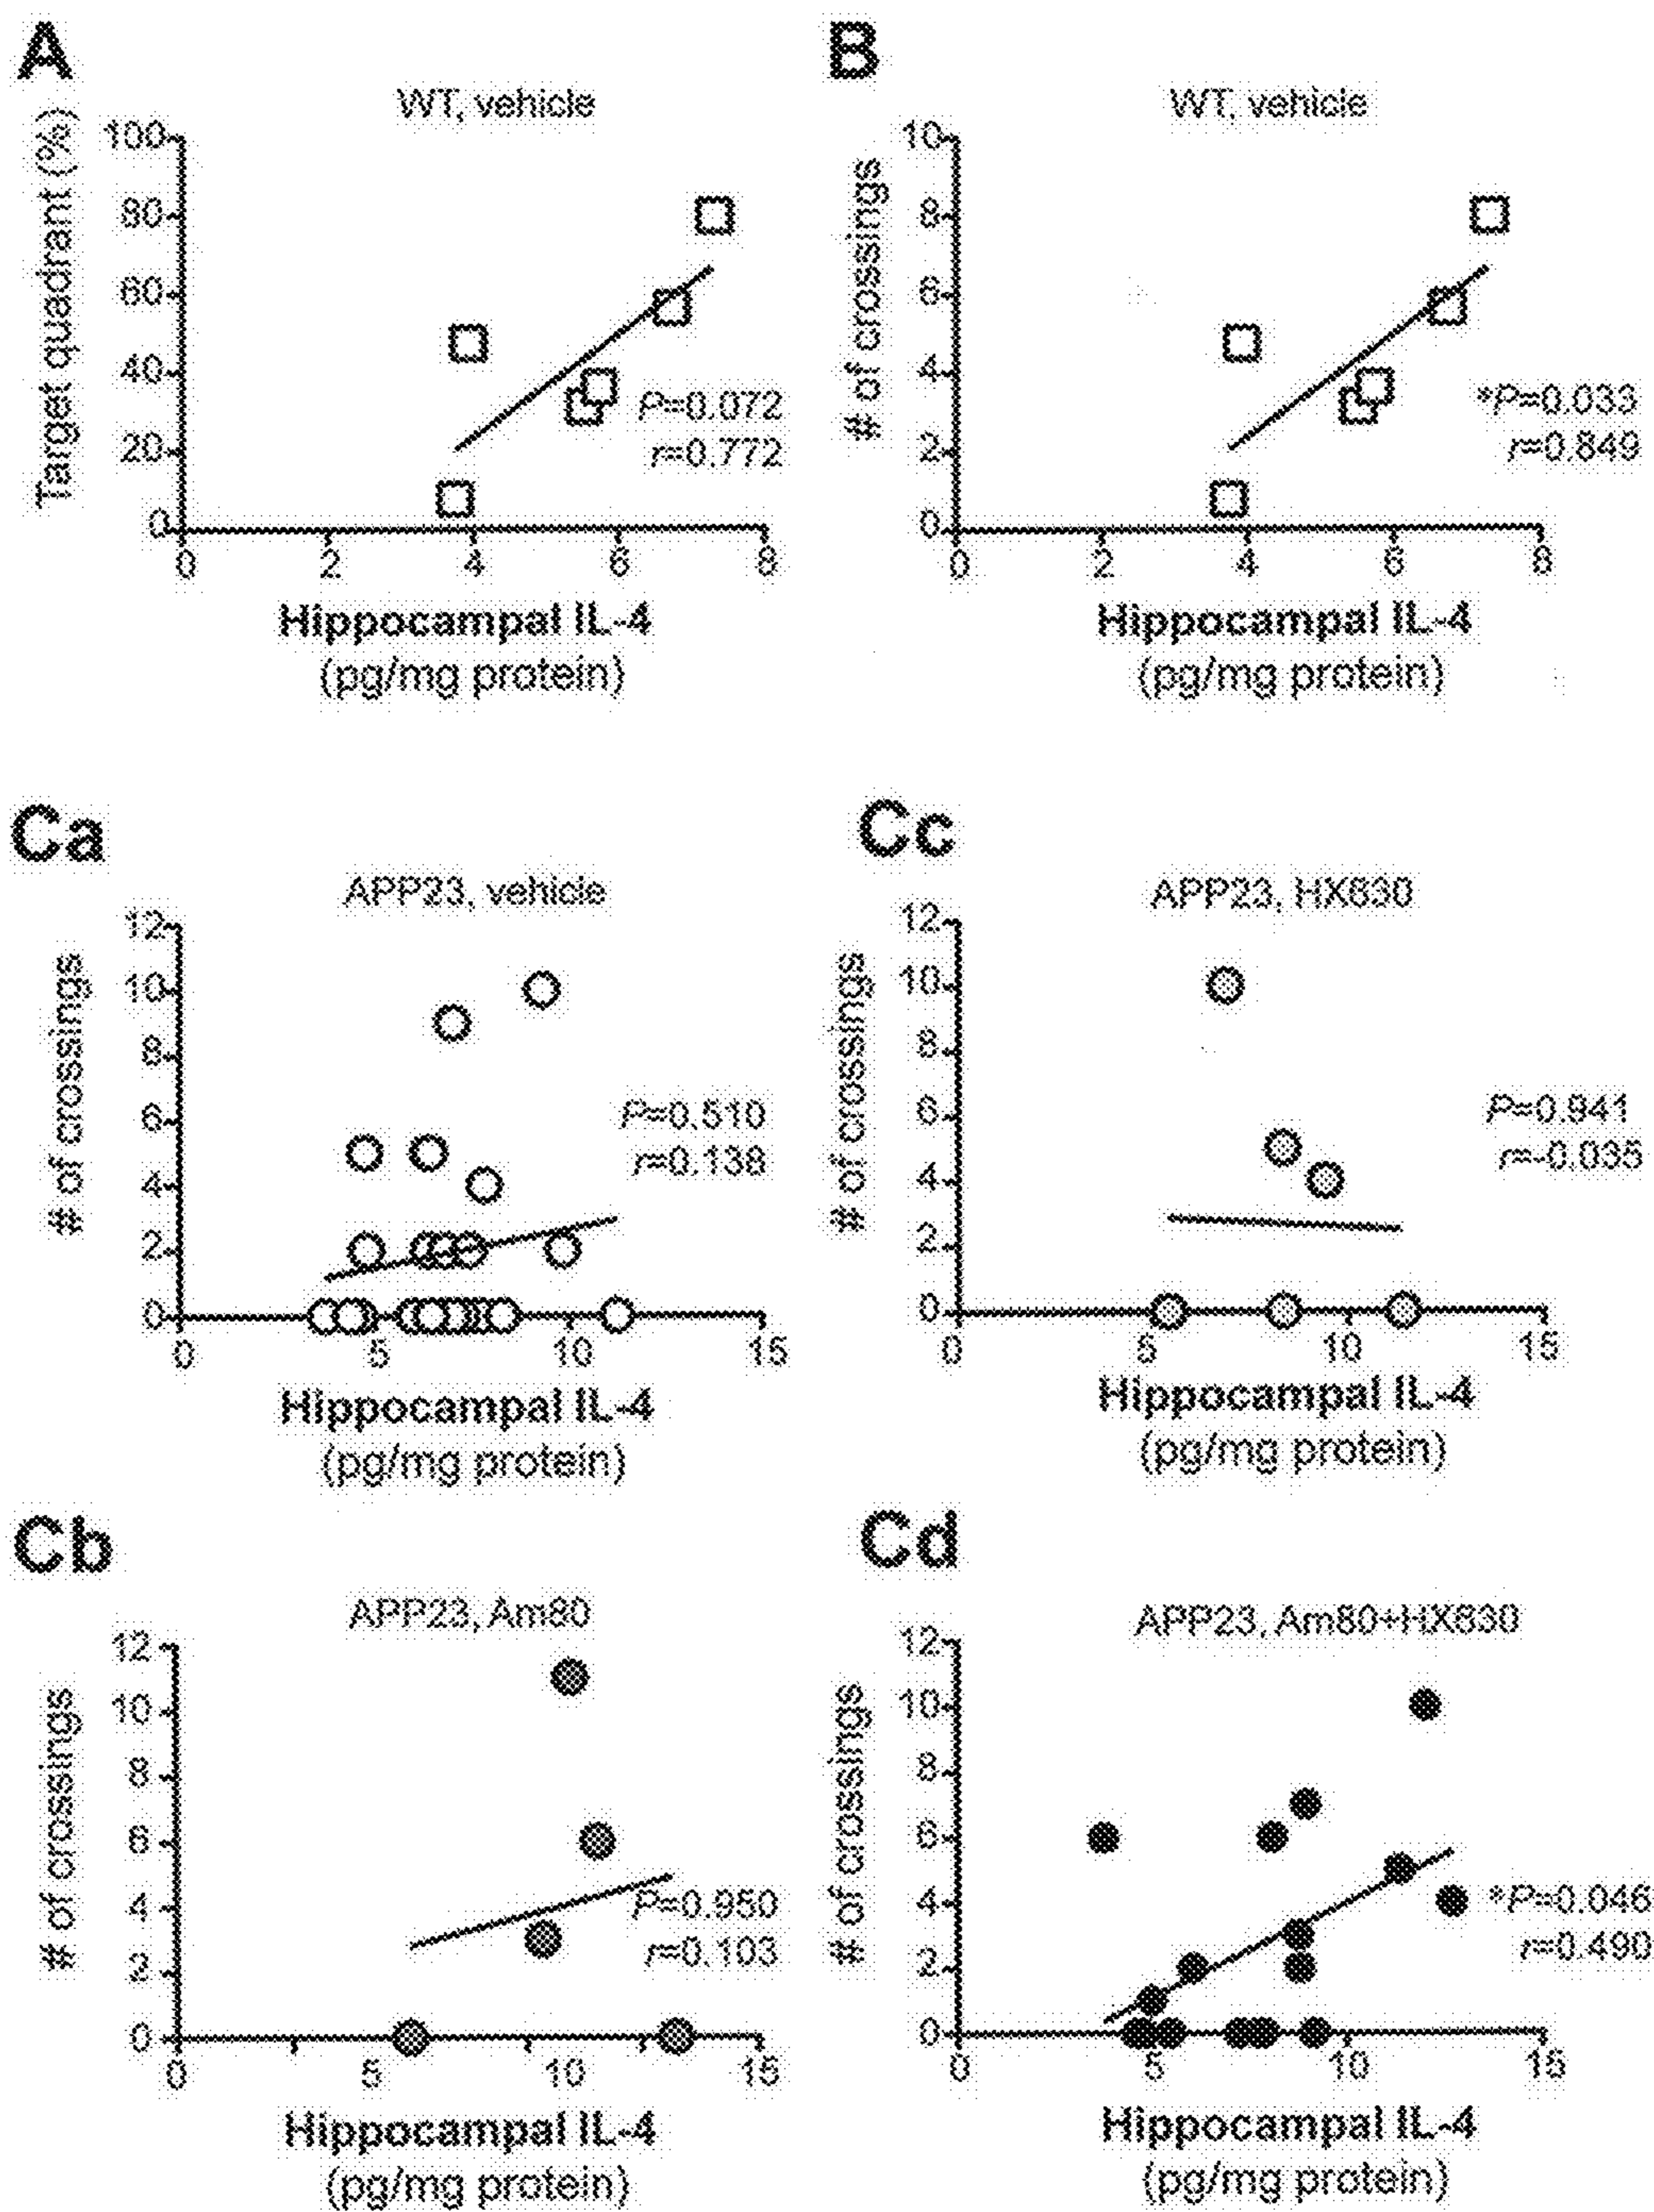 A
WT, vehicle
Target quadrant (%)
100
80
60
40
20
0
P=0.072
r=0.772
0 2 4 6 8
Hippocampal IL-4
(pg/mg protein)
B
WT, vehicle
# of crossings
10
8
6
4
2
0
*P=0.033
r=0.849
0 2 4 6 8
Hippocampal IL-4
(pg/mg protein)
Ca
APP23, vehicle
# of crossings
12
10
8
6
4
2
0
P=0.510
r=0.138
0 5 10 15
Hippocampal IL-4
(pg/mg protein)
Cc
APP23, HX630
# of crossings
12
10
8
6
4
2
0
P=0.941
r=-0.035
0 5 10 15
Hippocampal IL-4
(pg/mg protein)
Cb
APP23, Am80
# of crossings
12
10
8
6
4
2
0
P=0.950
r=0.103
0 5 10 15
Hippocampal IL-4
(pg/mg protein)
Cd
APP23, Am80+HX630
# of crossings
12
10
8
6
4
2
0
*P=0.046
r=0.490
0 5 10 15
Hippocampal IL-4
(pg/mg protein)